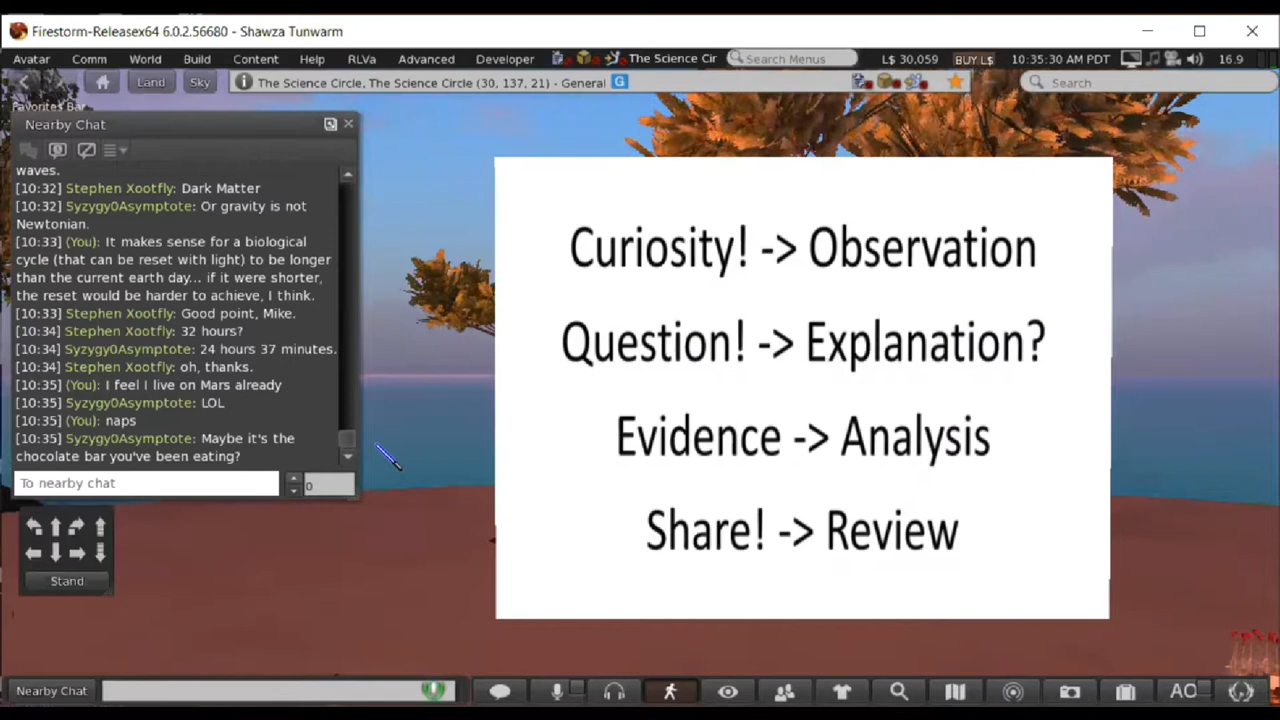 Firestorm-Releasex64 6.0.2.56680 - Shawza Tunwarm
Avatar Comm World Build Content Help RLVa Advanced Developer The Science Cir Search Menus L$ 30,059 BUY L$ 10:35:30 AM PDT 16.9
Land Sky The Science Circle, The Science Circle (30, 137, 21) - General G Search
Favorites Bar
Nearby Chat
waves.
[10:32] Stephen Xootfly: Dark Matter
[10:32] Syzygy0Asymptote: Or gravity is not
Newtonian.
[10:33] (You): It makes sense for a biological
cycle (that can be reset with light) to be longer
than the current earth day... if it were shorter,
the reset would be harder to achieve, I think.
[10:33] Stephen Xootfly: Good point, Mike.
[10:34] Stephen Xootfly: 32 hours?
[10:34] Syzygy0Asymptote: 24 hours 37 minutes.
[10:34] Stephen Xootfly: oh, thanks.
[10:35] (You): I feel I live on Mars already
[10:35] Syzygy0Asymptote: LOL
[10:35] (You): naps
[10:35] Syzygy0Asymptote: Maybe it's the
chocolate bar you've been eating?
To nearby chat 0
Stand
Curiosity! -> Observation
Question! -> Explanation?
Evidence -> Analysis
Share! -> Review
Nearby Chat AO